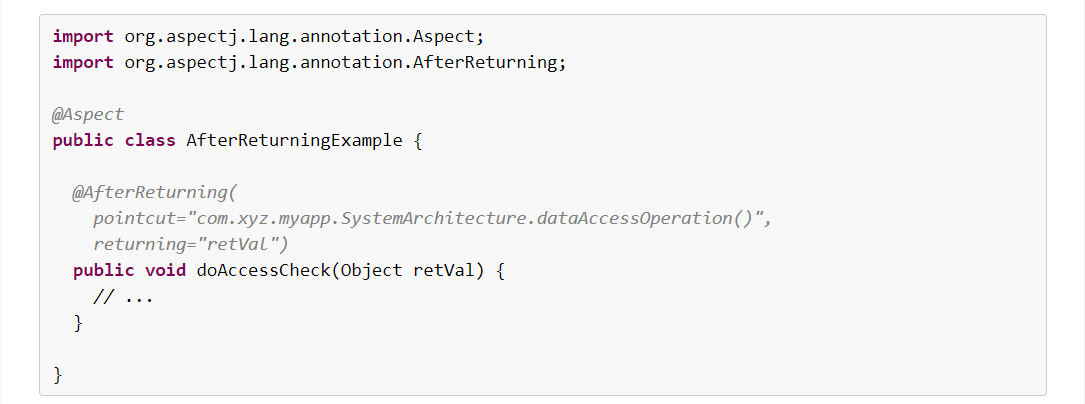 import org.aspectj.lang.annotation.Aspect;
import org.aspectj.lang.annotation.AfterReturning;

@Aspect
public class AfterReturningExample {

  @AfterReturning(
    pointcut="com.xyz.myapp.SystemArchitecture.dataAccessOperation()",
    returning="retVal")
  public void doAccessCheck(Object retVal) {
    // ...
  }

}